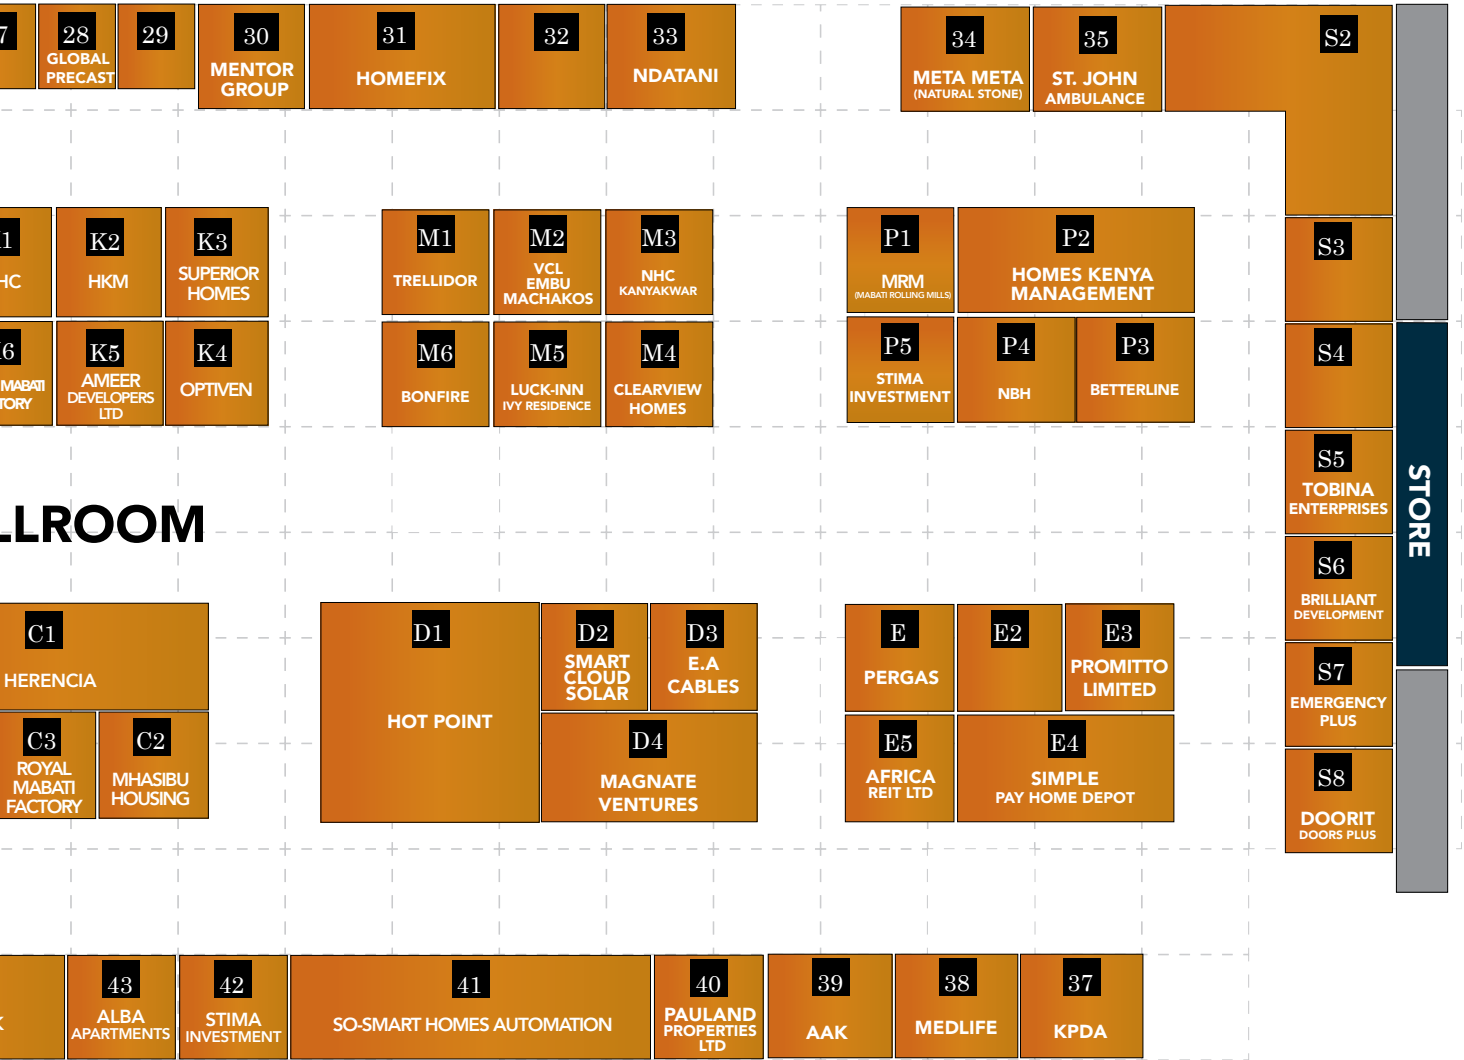 7
28
GLOBAL
PRECAST
29
30
MENTOR
GROUP
31
HOMEFIX
32
33
NDATANI
34
META META
(NATURAL STONE)
35
ST. JOHN
AMBULANCE
S2
1
HC
K2
HKM
K3
SUPERIOR
HOMES
M1
TRELLIDOR
M2
VCL
EMBU
MACHAKOS
M3
NHC
KANYAKWAR
P1
MRM
(MABATI ROLLING MILLS)
P2
HOMES KENYA
MANAGEMENT
S3
6
MABATI
TORY
K5
AMEER
DEVELOPERS
LTD
K4
OPTIVEN
M6
BONFIRE
M5
LUCK-INN
IVY RESIDENCE
M4
CLEARVIEW
HOMES
P5
STIMA
INVESTMENT
P4
NBH
P3
BETTERLINE
S4
S5
TOBINA
ENTERPRISES
STORE
LLROOM
S6
BRILLIANT
DEVELOPMENT
C1
HERENCIA
D1
HOT POINT
D2
SMART
CLOUD
SOLAR
D3
E.A
CABLES
E
PERGAS
E2
E3
PROMITTO
LIMITED
S7
EMERGENCY
PLUS
C3
ROYAL
MABATI
FACTORY
C2
MHASIBU
HOUSING
D4
MAGNATE
VENTURES
E5
AFRICA
REIT LTD
E4
SIMPLE
PAY HOME DEPOT
S8
DOORIT
DOORS PLUS
43
ALBA
APARTMENTS
42
STIMA
INVESTMENT
41
SO-SMART HOMES AUTOMATION
40
PAULAND
PROPERTIES
LTD
39
AAK
38
MEDLIFE
37
KPDA